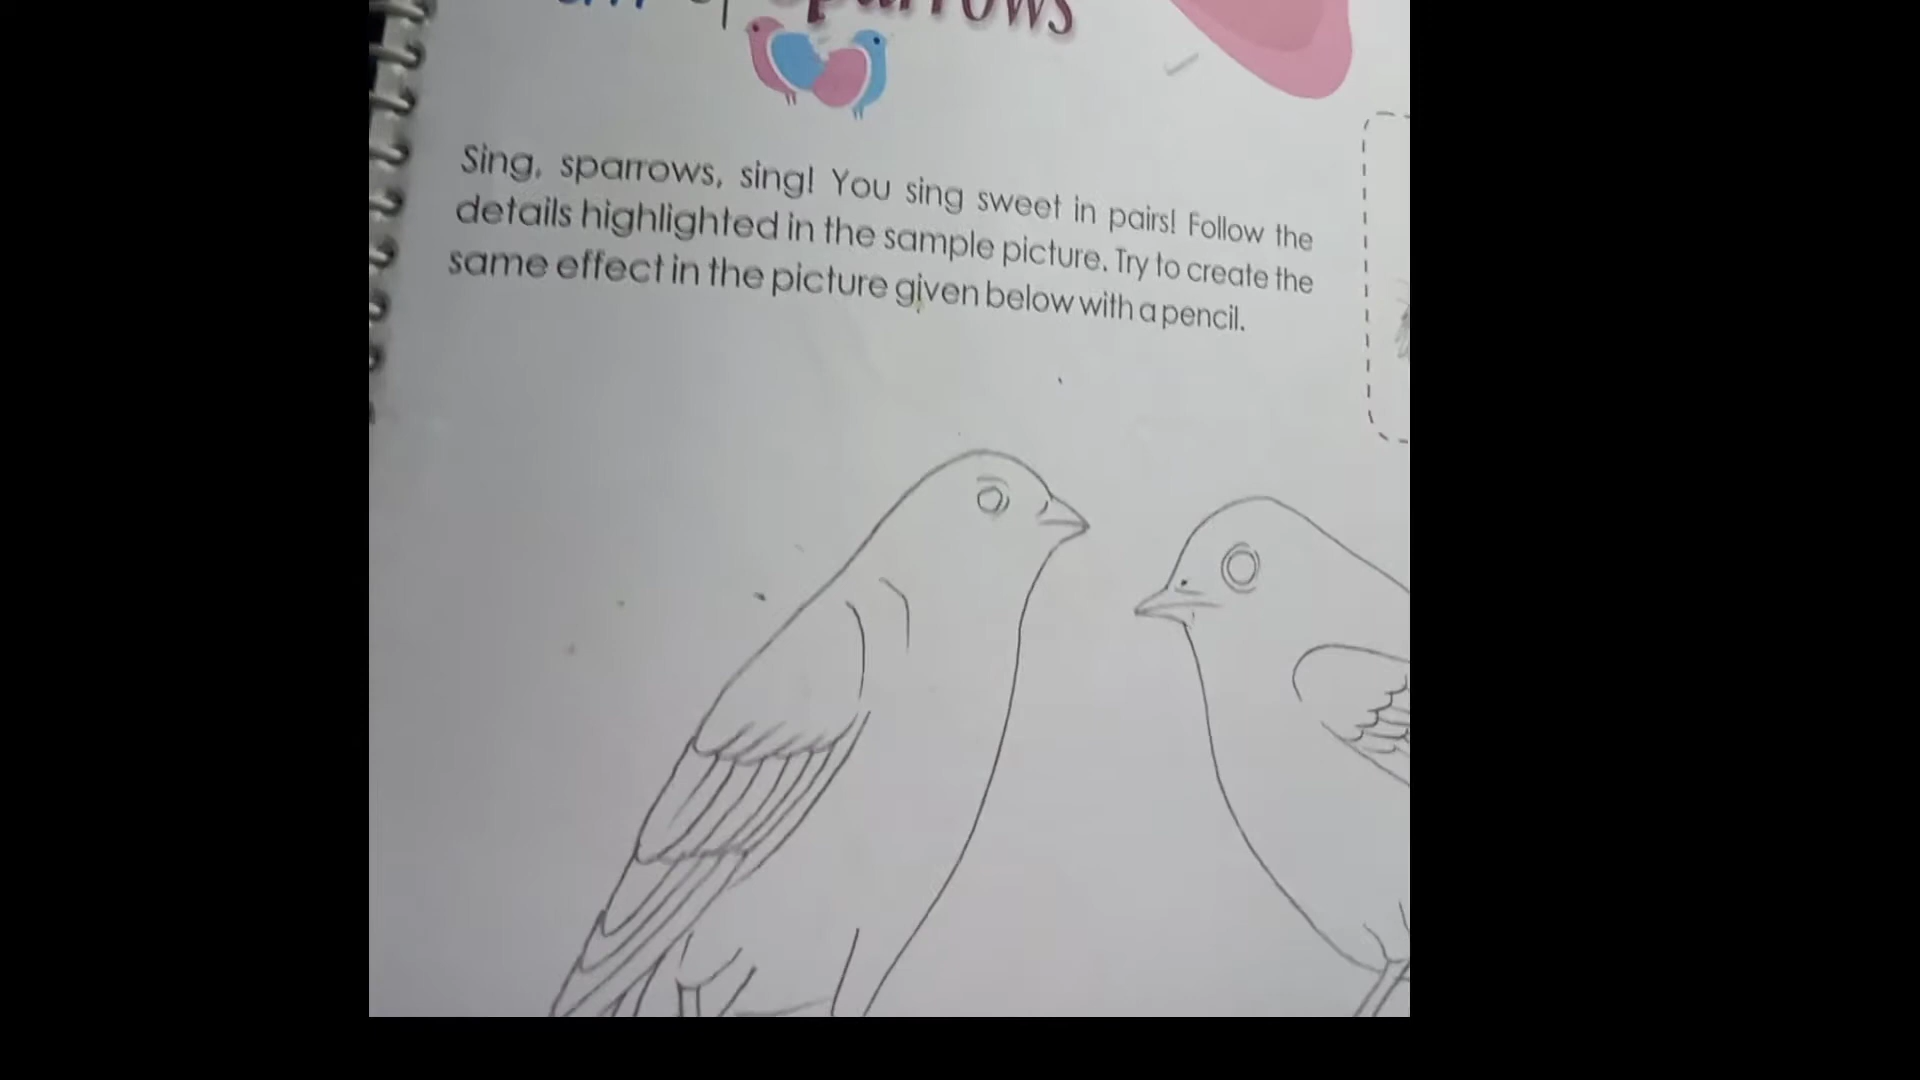 Sing, sparrows, sing! You sing sweet in pairs! Follow the
details highlighted in the sample picture. Try to create the
same effect in the picture given below with a pencil.